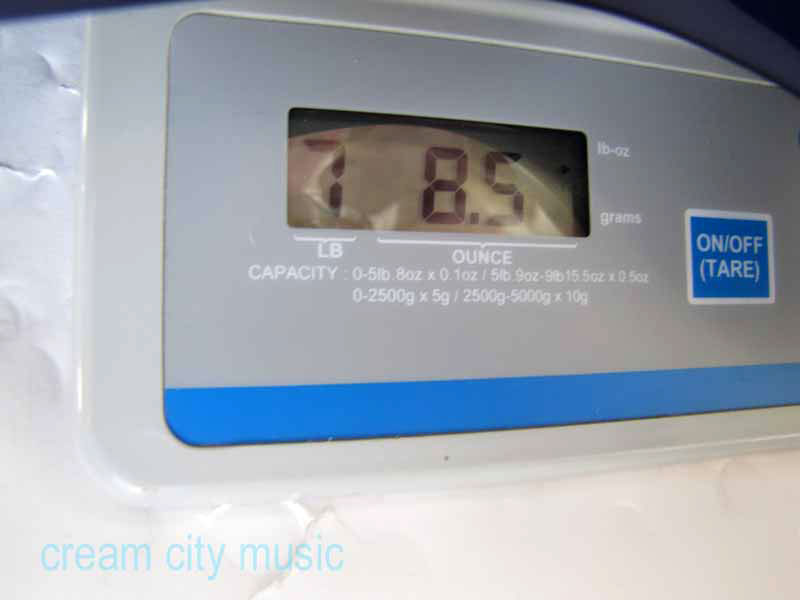 7 8.5
lb-oz
grams
LB OUNCE
ON/OFF
(TARE)
CAPACITY : 0-5lb.8oz x 0.1oz / 5lb.9oz-9lb15.5oz x 0.5oz
0-2500g x 5g / 2500g-5000g x 10g
cream city music